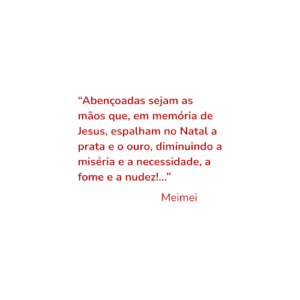 “Abençoadas sejam as
mãos que, em memória de
Jesus, espalham no Natal a
prata e o ouro, diminuindo a
miséria e a necessidade, a
fome e a nudez!...”
Meimei